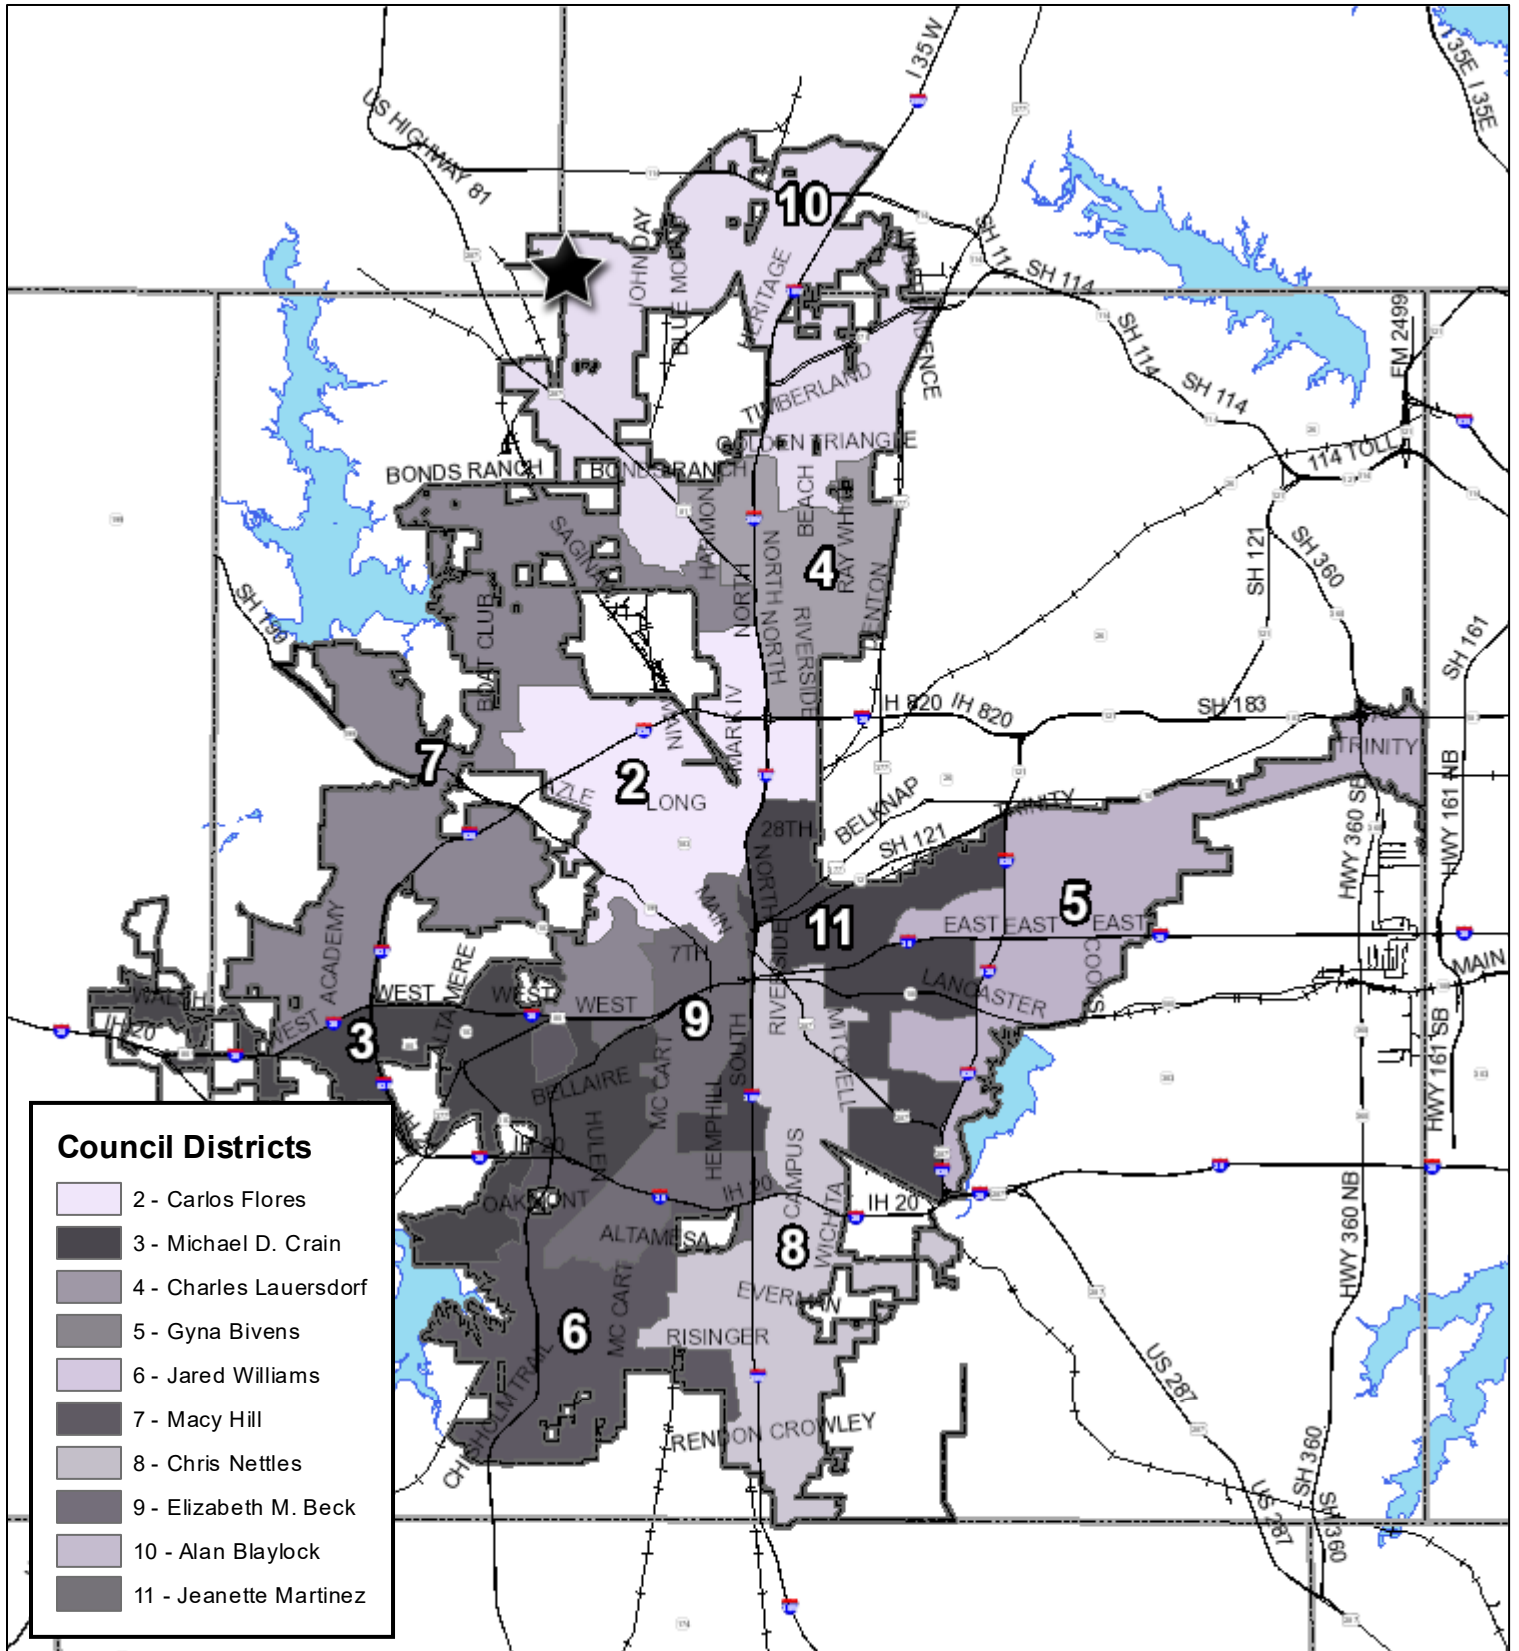 I 35W
I 35E
I 35E
US HIGHWAY 81
10
JOHN DAY
BLUE MOUND
HERITAGE
SH 114
SH 114
SH 114
SH 114
SH 114
FM 2499
TIMBERLAND
GOLDEN TRIANGLE
114 TOLL
BONDS RANCH
BONDS RANCH
HARMON
BEACH
RAY WHITE
SAGINAW
4
SH 121
SH 360
NORTH
NORTH
NORTH
DENTON
SH 199
BOAT CLUB
RIVERSIDE
SH 161
MARK IV
IH 820
IH 820
SH 183
TRINITY
7
2
LONG
AZLE
28TH
BELKNAP
TRINITY
SH 121
HWY 360 SB
HWY 161 NB
MAIN
NORTH
11
5
EAST
EAST
EAST
7TH
RIVERSIDE
ACADEMY
ALTAMERE
WEST
WEST
WEST
WEST
WALSH
IH 20
LANCASTER
COOKS
MAIN
3
9
MITCHELL
SOUTH
MC CART
BELLAIRE
HULEN
HEMPHILL
HWY 161 SB
CAMPUS
WICHITA
IH 20
IH 20
IH 20
OAKMONT
ALTAMESA
8
HWY 360 NB
EVERMAN
MC CART
6
RISINGER
CHISHOLM TRAIL
US 287
RENDON CROWLEY
SH 360
SH 360
US 287
Council Districts
2 - Carlos Flores
3 - Michael D. Crain
4 - Charles Lauersdorf
5 - Gyna Bivens
6 - Jared Williams
7 - Macy Hill
8 - Chris Nettles
9 - Elizabeth M. Beck
10 - Alan Blaylock
11 - Jeanette Martinez